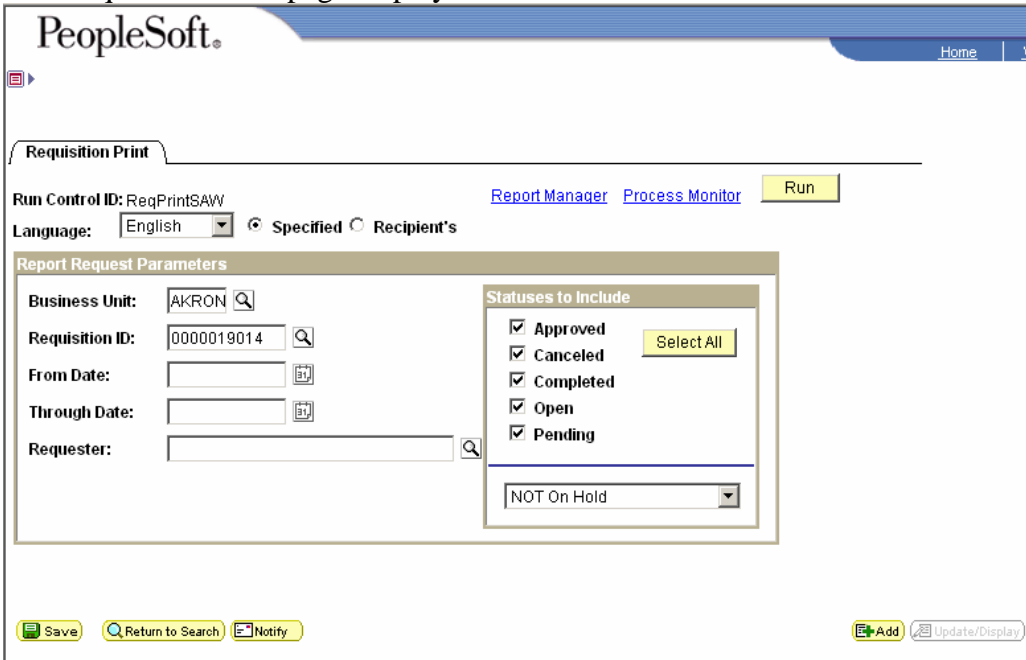 PeopleSoft®
Home
Requisition Print
Run Control ID: ReqPrintSAW
Report Manager Process Monitor Run
Language: English Specified Recipient's
Report Request Parameters
Business Unit: AKRON
Requisition ID: 0000019014
From Date:
Through Date:
Requester:
Statuses to Include
Approved
Select All
Canceled
Completed
Open
Pending
NOT On Hold
Save Return to Search Notify Add Update/Display